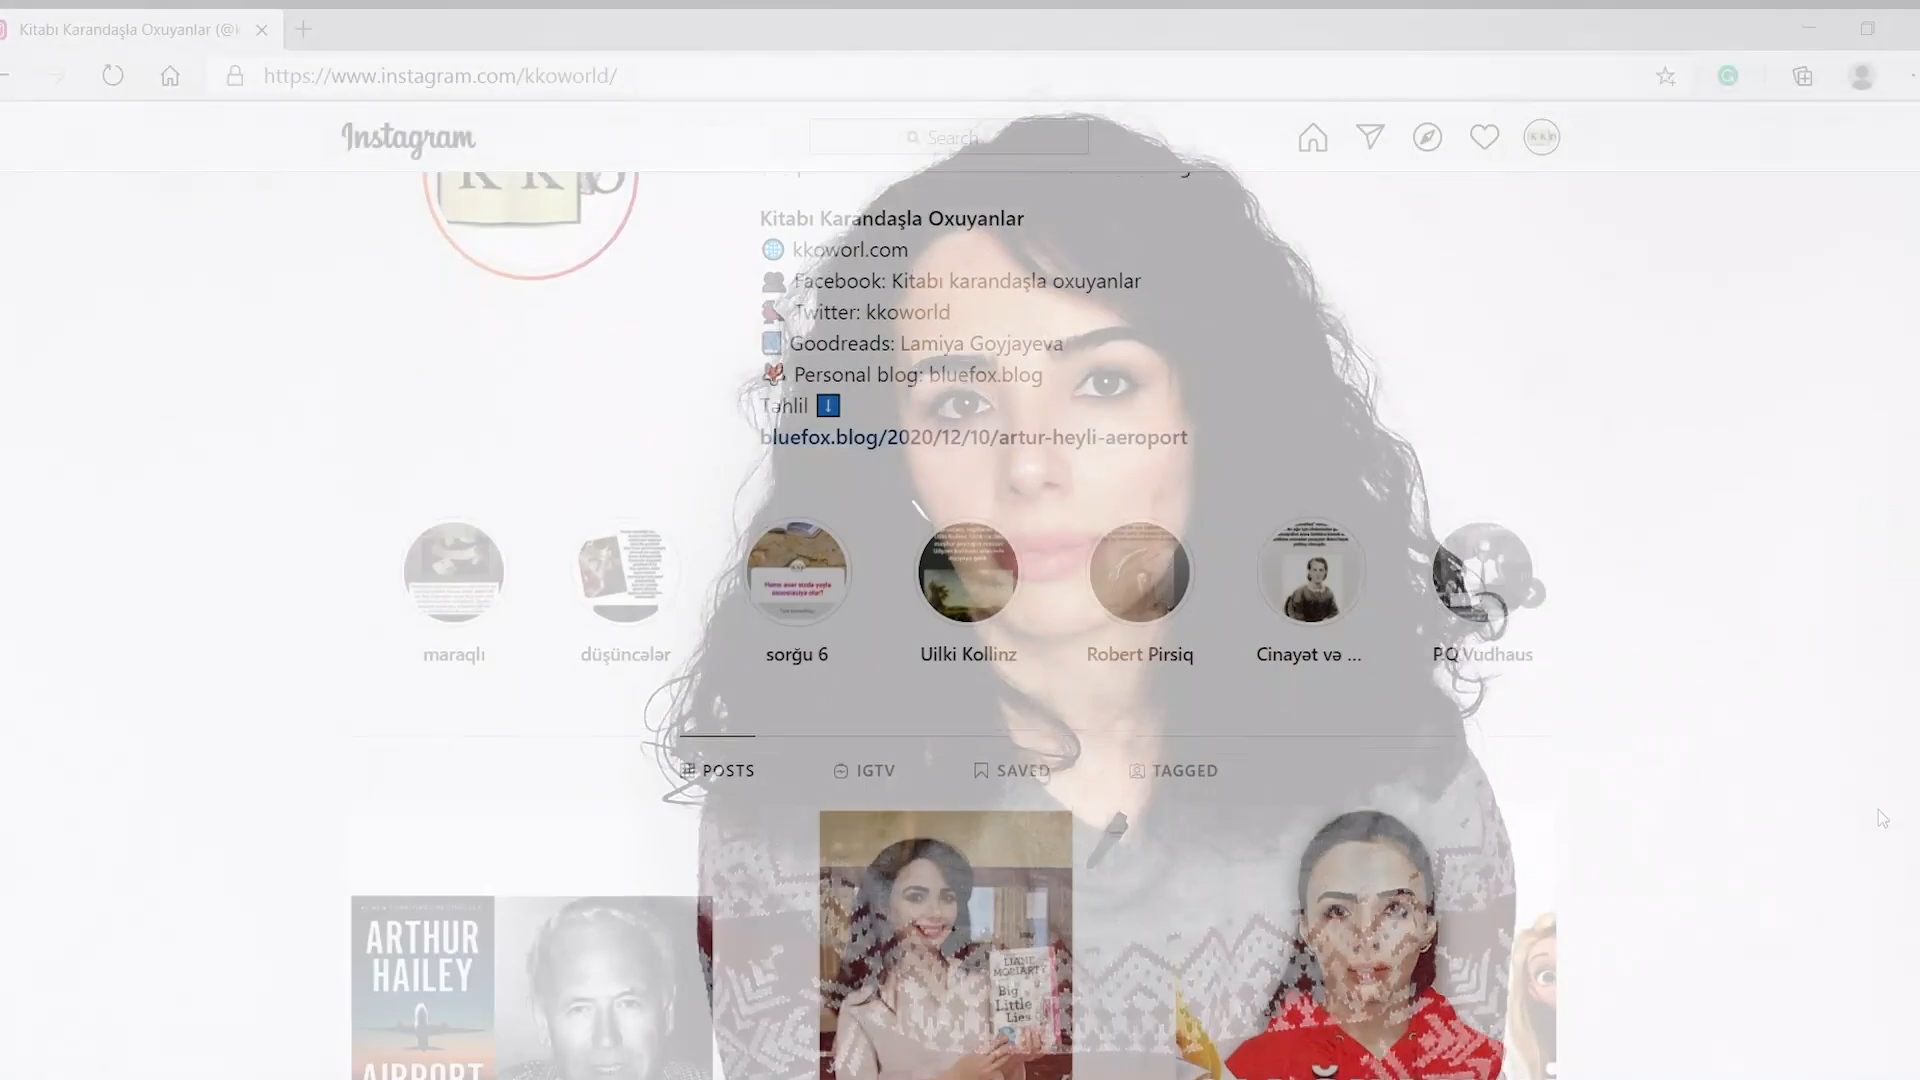 Kitabı Karandaşla Oxuyanlar (@k
https://www.instagram.com/kkoworld/
Instagram
Search
K K O
Kitabı Karandaşla Oxuyanlar
kkoworl.com
Facebook: Kitabı karandaşla oxuyanlar
Twitter: kkoworld
Goodreads: Lamiya Goyjayeva
Personal blog: bluefox.blog
Təhlil
bluefox.blog/2020/12/10/artur-heyli-aeroport
maraqlı
düşüncələr
sorğu 6
Uilki Kollinz
Robert Pirsiq
Cinayət və ...
P.Q Vudhaus
POSTS
IGTV
SAVED
TAGGED
ARTHUR
HAILEY
AIRPORT
LIANE
MORIARTY
Big
Little
Lies